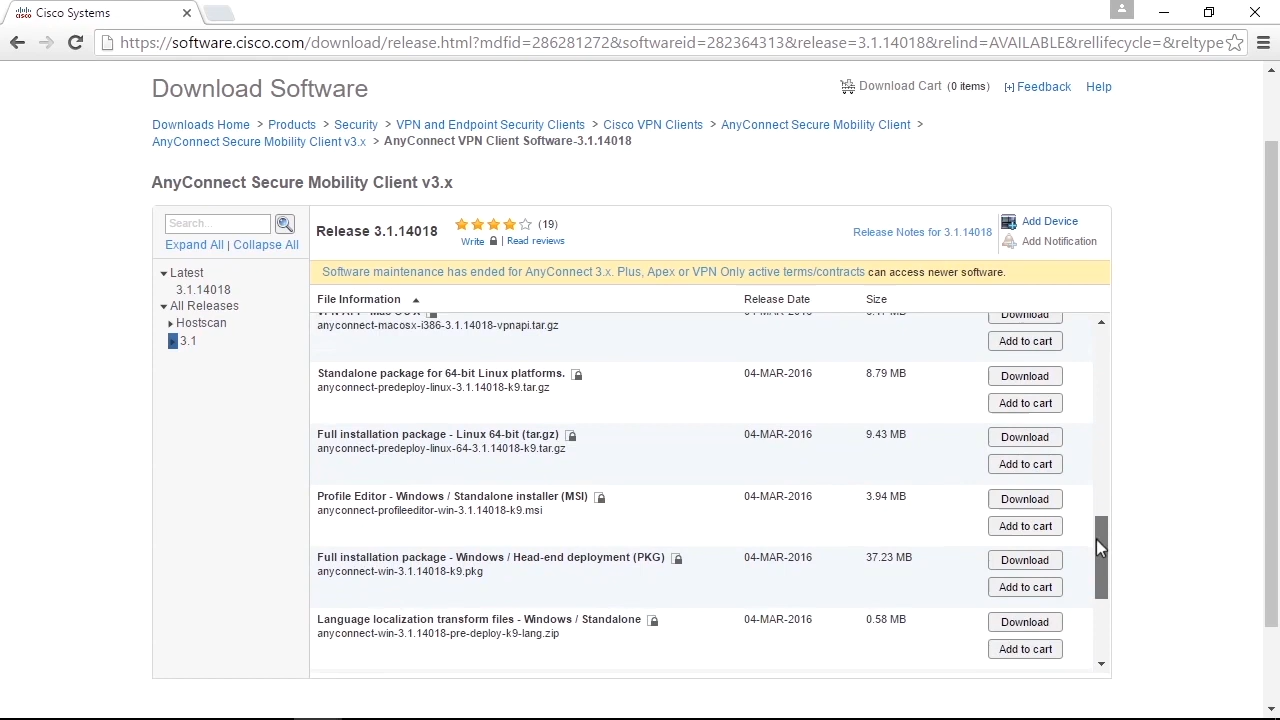 Cisco Systems
https://software.cisco.com/download/release.html?mdfid=286281272&softwareid=282364313&release=3.1.14018&relind=AVAILABLE&rellifecycle=&reltype
Download Software
Download Cart (0 items) [+] Feedback Help
Downloads Home > Products > Security > VPN and Endpoint Security Clients > Cisco VPN Clients > AnyConnect Secure Mobility Client >
AnyConnect Secure Mobility Client v3.x > AnyConnect VPN Client Software-3.1.14018
AnyConnect Secure Mobility Client v3.x
Search...
Expand All | Collapse All
Latest
3.1.14018
All Releases
Hostscan
3.1
Release 3.1.14018
(19)
Write | Read reviews
Release Notes for 3.1.14018
Add Device
Add Notification
Software maintenance has ended for AnyConnect 3.x. Plus, Apex or VPN Only active terms/contracts can access newer software.
File Information Release Date Size
Download
anyconnect-macosx-i386-3.1.14018-vpnapi.tar.gz
Add to cart
Standalone package for 64-bit Linux platforms. 04-MAR-2016 8.79 MB Download
anyconnect-predeploy-linux-3.1.14018-k9.tar.gz
Add to cart
Full installation package - Linux 64-bit (tar.gz) 04-MAR-2016 9.43 MB Download
anyconnect-predeploy-linux-64-3.1.14018-k9.tar.gz
Add to cart
Profile Editor - Windows / Standalone installer (MSI) 04-MAR-2016 3.94 MB Download
anyconnect-profileeditor-win-3.1.14018-k9.msi
Add to cart
Full installation package - Windows / Head-end deployment (PKG) 04-MAR-2016 37.23 MB Download
anyconnect-win-3.1.14018-k9.pkg
Add to cart
Language localization transform files - Windows / Standalone 04-MAR-2016 0.58 MB Download
anyconnect-win-3.1.14018-pre-deploy-k9-lang.zip
Add to cart